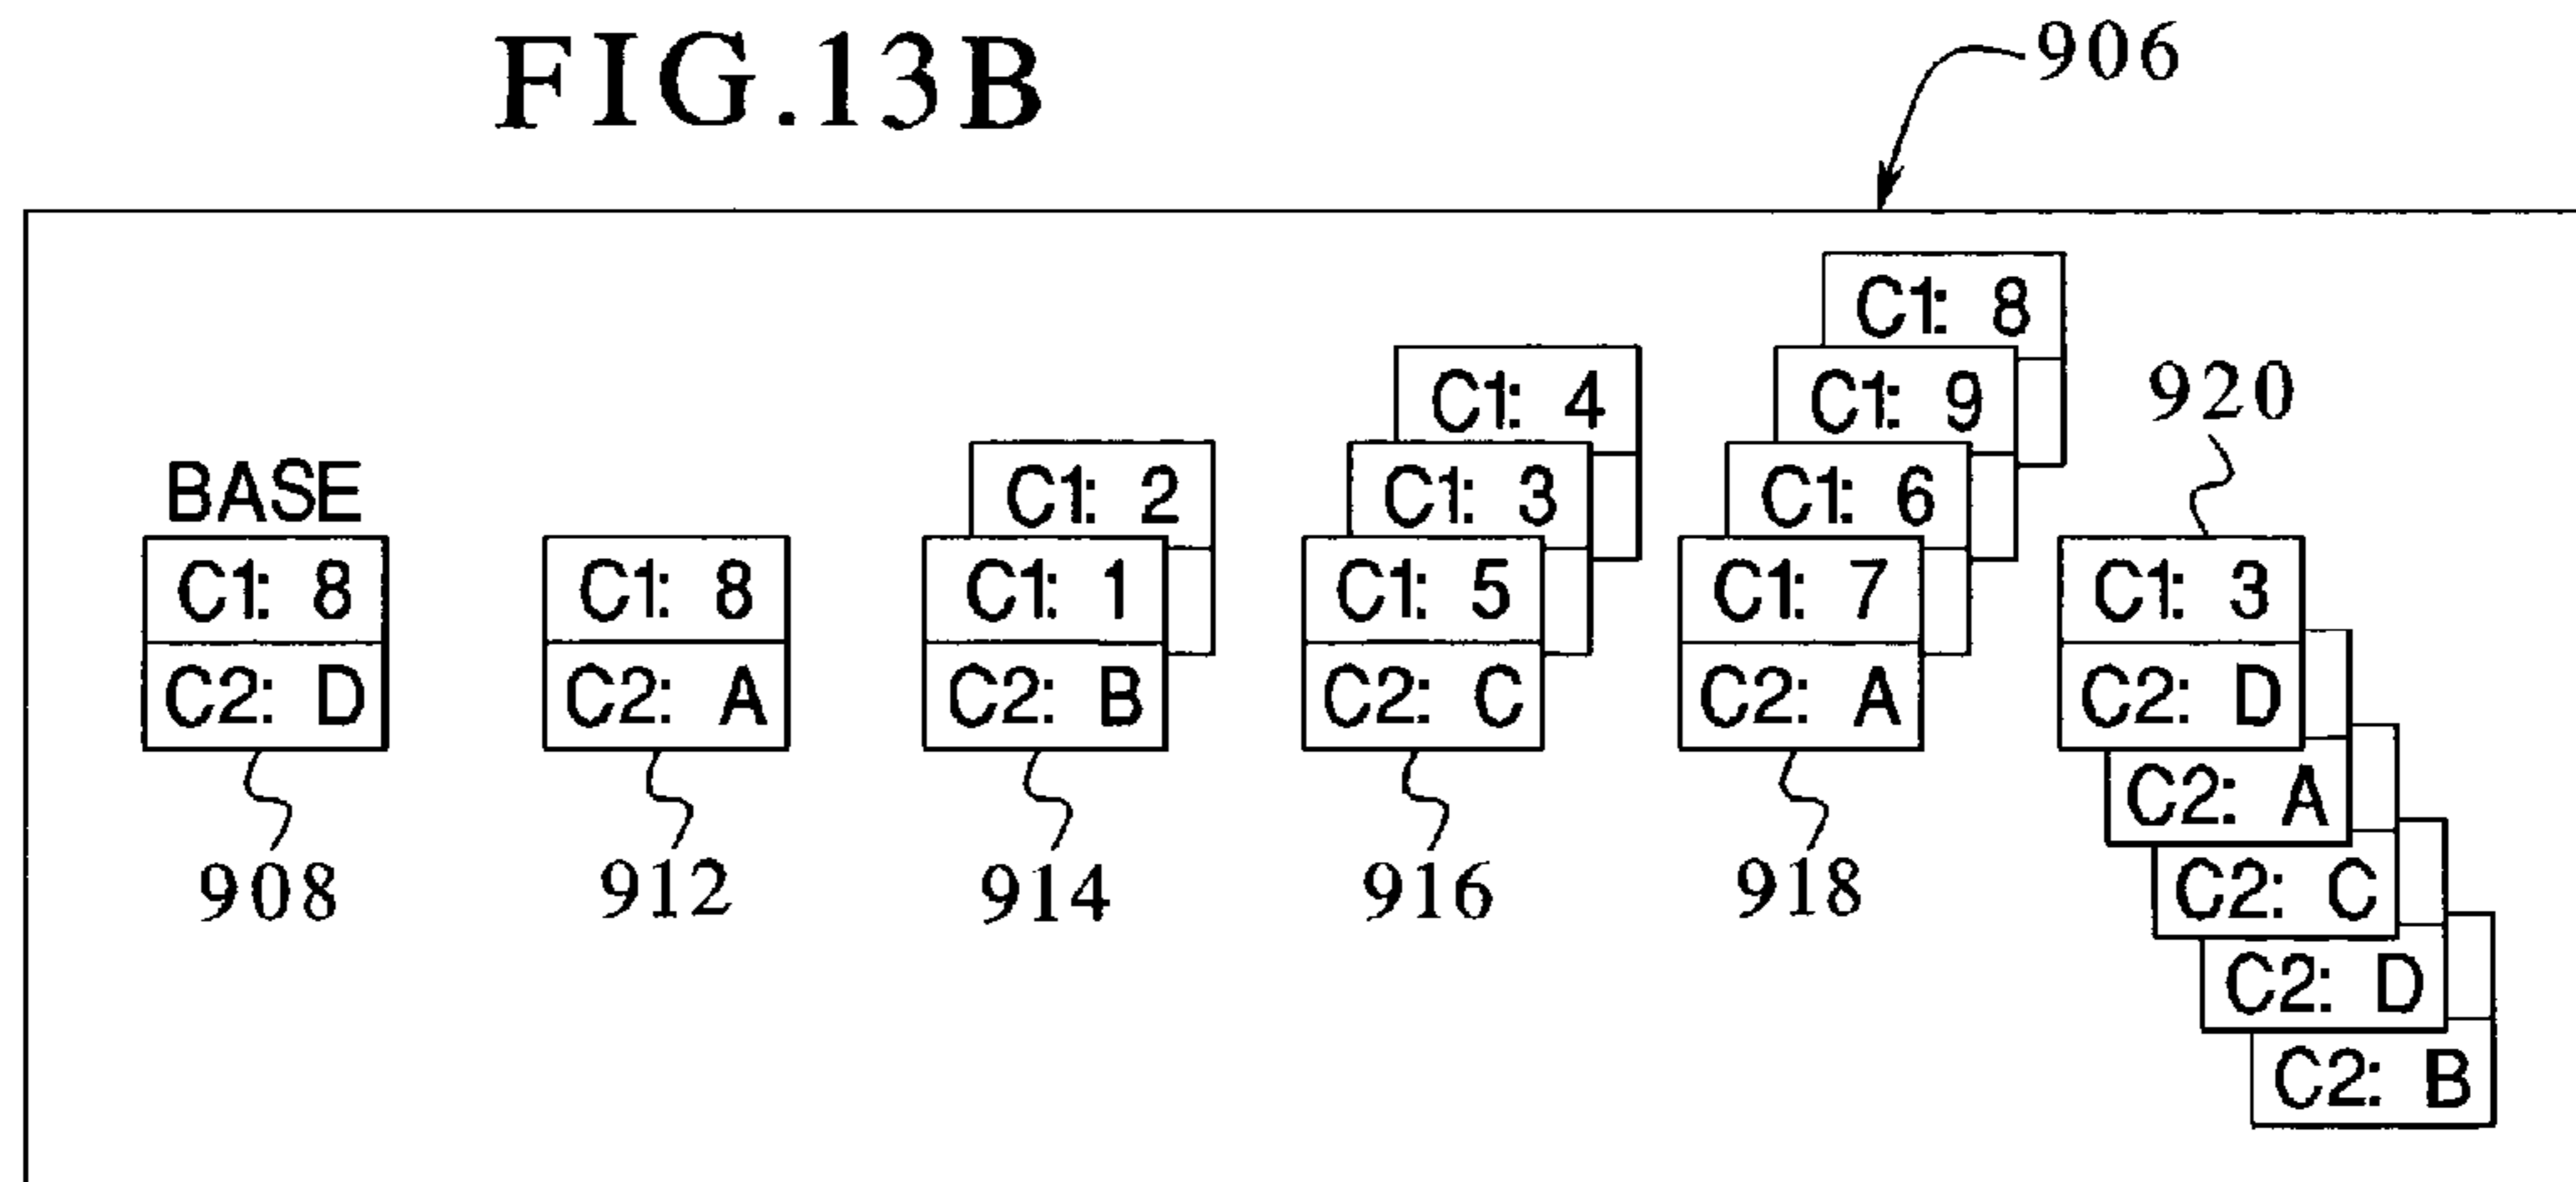 FIG.13B
906
BASE
C1: 8
C2: D
908
C1: 8
C2: A
912
C1: 2
C1: 1
C2: B
914
C1: 4
C1: 3
C1: 5
C2: C
916
C1: 8
C1: 9
C1: 6
C1: 7
C2: A
918
920
C1: 3
C2: D
C2: A
C2: C
C2: D
C2: B